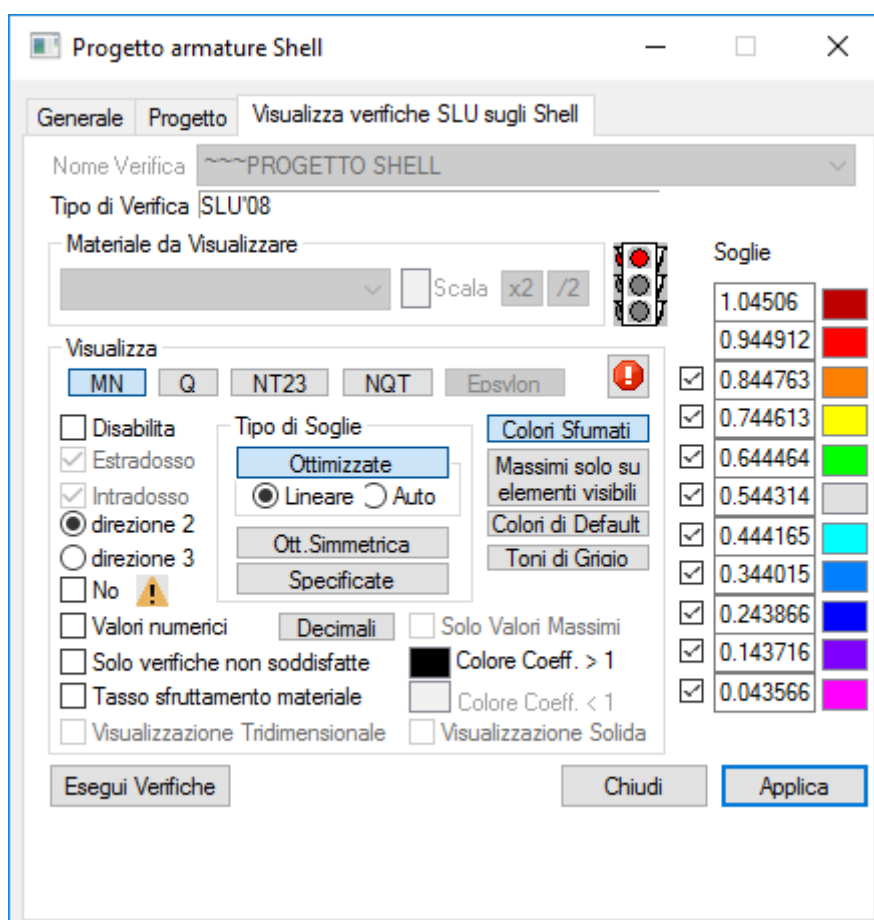 Progetto armature Shell
Generale Progetto Visualizza verifiche SLU sugli Shell
Nome Verifica ~~~PROGETTO SHELL
Tipo di Verifica SLU'08
Materiale da Visualizzare
Scala x2 /2
Soglie
1.04506
0.944912
0.844763
0.744613
0.644464
0.544314
0.444165
0.344015
0.243866
0.143716
0.043566
Visualizza
MN Q NT23 NQT Epsylon
Disabilita
Estradosso
Intradosso
direzione 2
direzione 3
No
Tipo di Soglie
Ottimizzate
Lineare Auto
Ott.Simmetrica
Specificate
Colori Sfumati
Massimi solo su
elementi visibili
Colori di Default
Toni di Grigio
Valori numerici Decimali Solo Valori Massimi
Solo verifiche non soddisfatte Colore Coeff. > 1
Tasso sfruttamento materiale Colore Coeff. < 1
Visualizzazione Tridimensionale Visualizzazione Solida
Esegui Verifiche Chiudi Applica